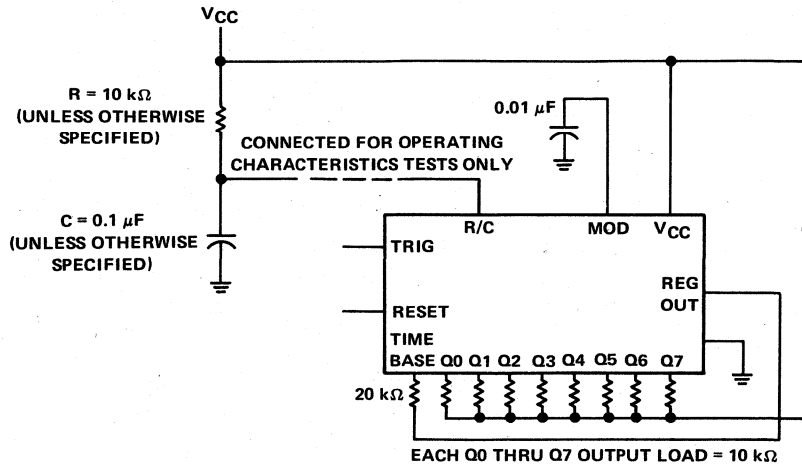 VCC
R = 10 kΩ
(UNLESS OTHERWISE
SPECIFIED)
0.01 μF
CONNECTED FOR OPERATING
CHARACTERISTICS TESTS ONLY
C = 0.1 μF
(UNLESS OTHERWISE
SPECIFIED)
R/C MOD VCC
TRIG
REG
OUT
RESET
TIME
BASE Q0 Q1 Q2 Q3 Q4 Q5 Q6 Q7
20 kΩ
EACH Q0 THRU Q7 OUTPUT LOAD = 10 kΩ